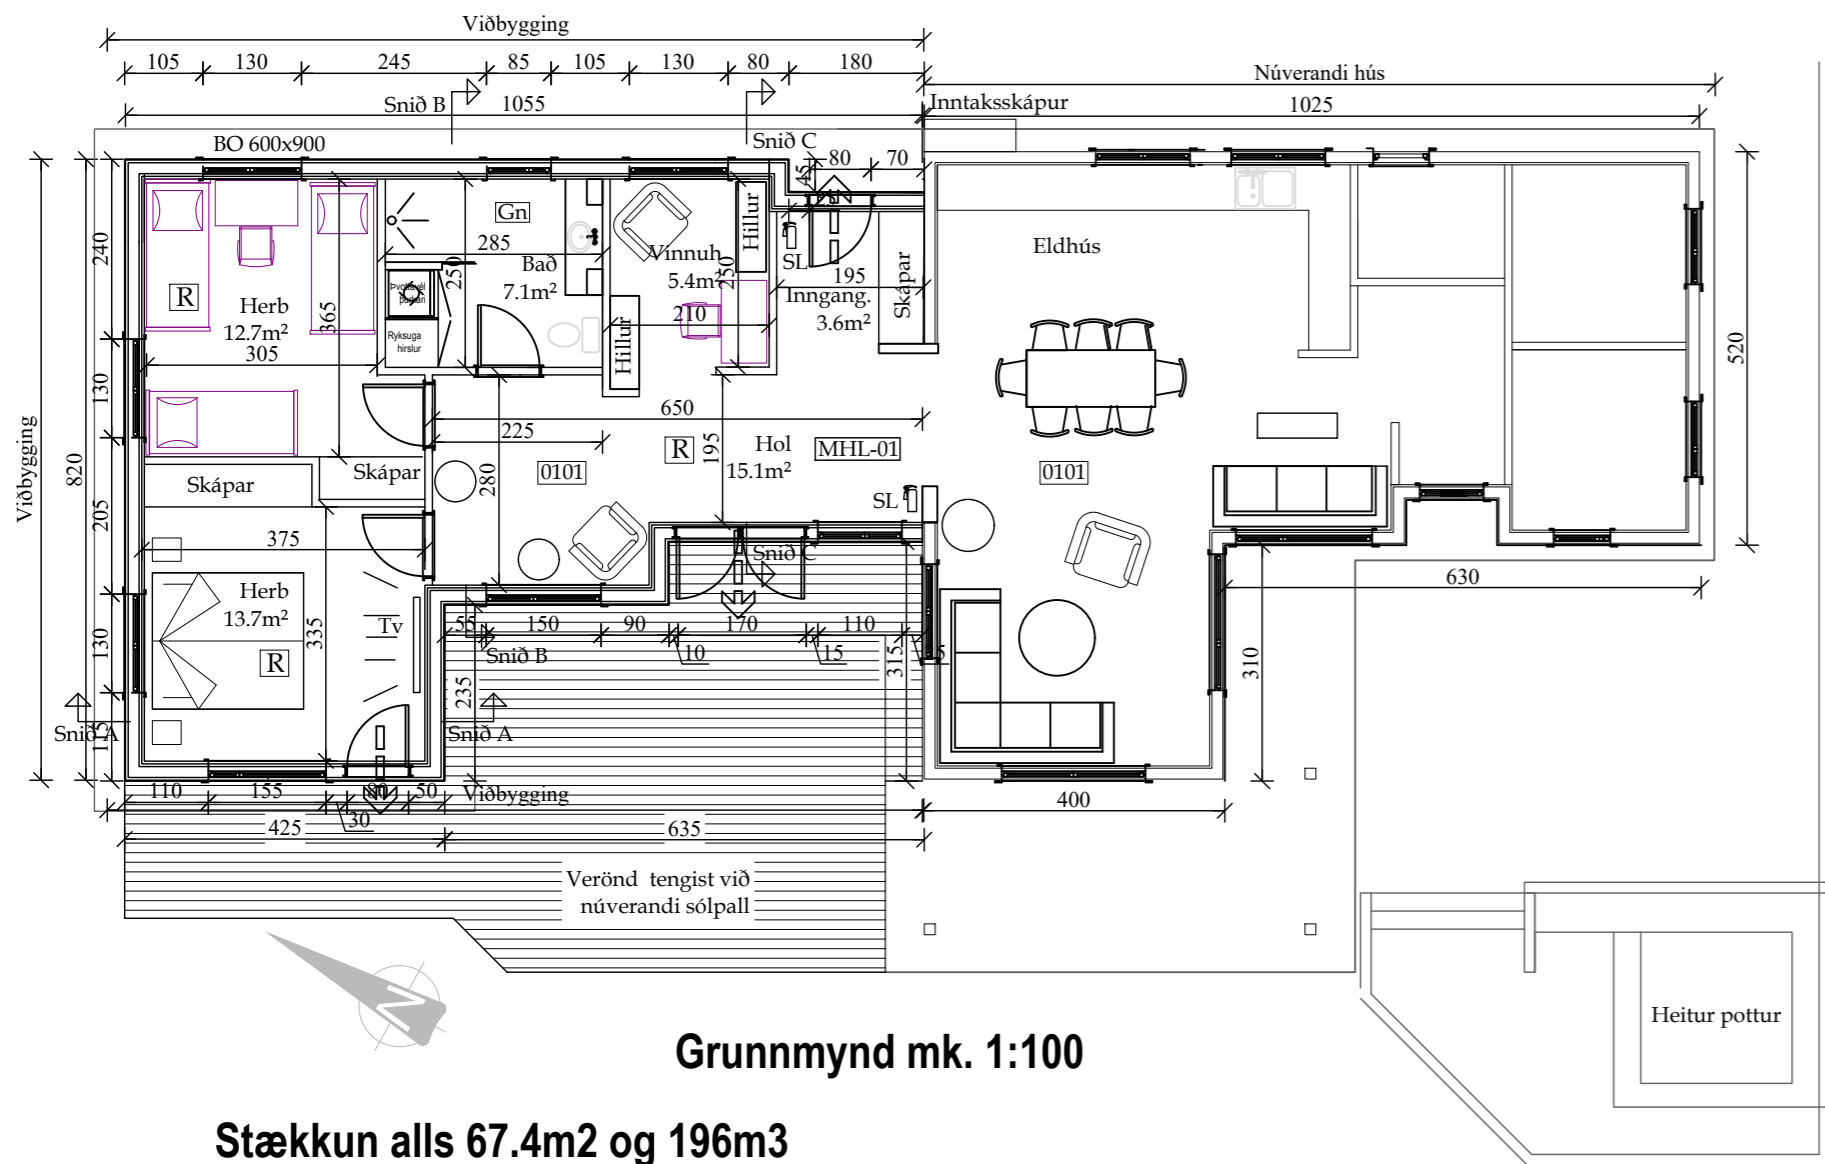 Viðbygging
105 130 245 85 105 130 80 180
Núverandi hús
Snið B 1055
Inntaksskápur 1025
BO 600x900
Snið C
80 70
45
Gn
Hillur
240
285
Bað
7.1m²
250
Vinnuh.
5.4m²
250
SL
195
Skápar
Eldhús
R
Herb
12.7m²
365
Þvottavél
þurkari
Inngang.
3.6m²
210
Ryksuga
hirslur
Hillur
305
520
130
650
225
R
195
Hol
15.1m²
MHL-01
Viðbygging
820
Skápar
Skápar
280
0101
0101
SL
205
375
Snið C
630
Herb
13.7m²
335
Tv
R
130
55 150 90 170 110
Snið B
10 15
315
310
235
Snið A
115
Snið A
110 155 80 50
Viðbygging
30
400
425 635
Verönd tengist við
núverandi sólpall
N
Heitur pottur
Grunnmynd mk. 1:100
Stækkun alls 67.4m2 og 196m3